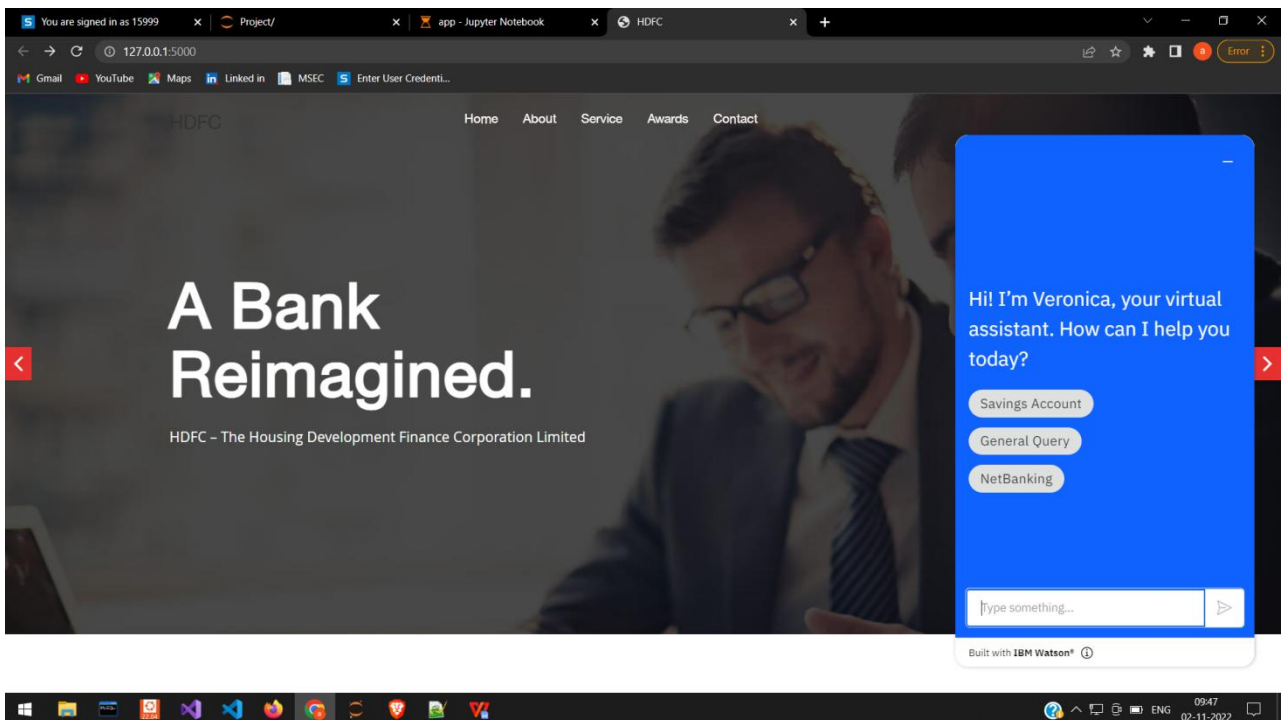 You are signed in as 15999
Project/
app - Jupyter Notebook
HDFC
127.0.0.1:5000
Error
Gmail
YouTube
Maps
Linked in
MSEC
Enter User Credenti...
HDFC
Home About Service Awards Contact
A Bank
Reimagined.
HDFC – The Housing Development Finance Corporation Limited
Hi! I'm Veronica, your virtual
assistant. How can I help you
today?
Savings Account
General Query
NetBanking
Type something...
Built with IBM Watson®
ENG
09:47
02-11-2022